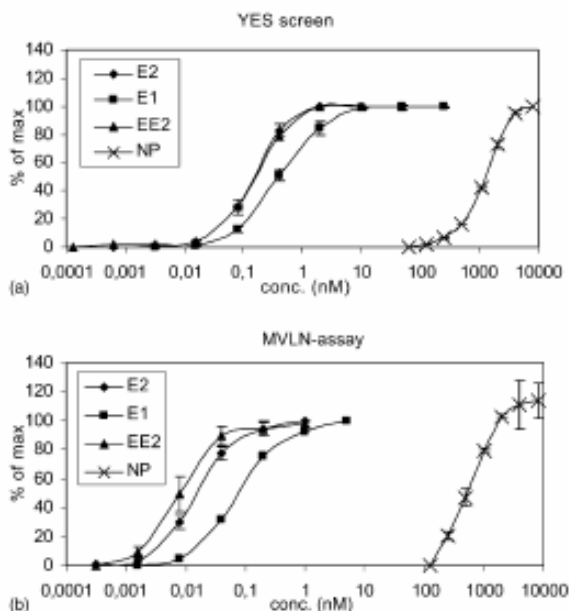 YES screen
% of max
140
120
100
80
60
40
20
0
E2
E1
EE2
NP
0,0001 0,001 0,01 0,1 1 10 100 1000 10000
(a) conc. (nM)
MVLN-assay
% of max
140
120
100
80
60
40
20
0
E2
E1
EE2
NP
0,0001 0,001 0,01 0,1 1 10 100 1000 10000
(b) conc. (nM)